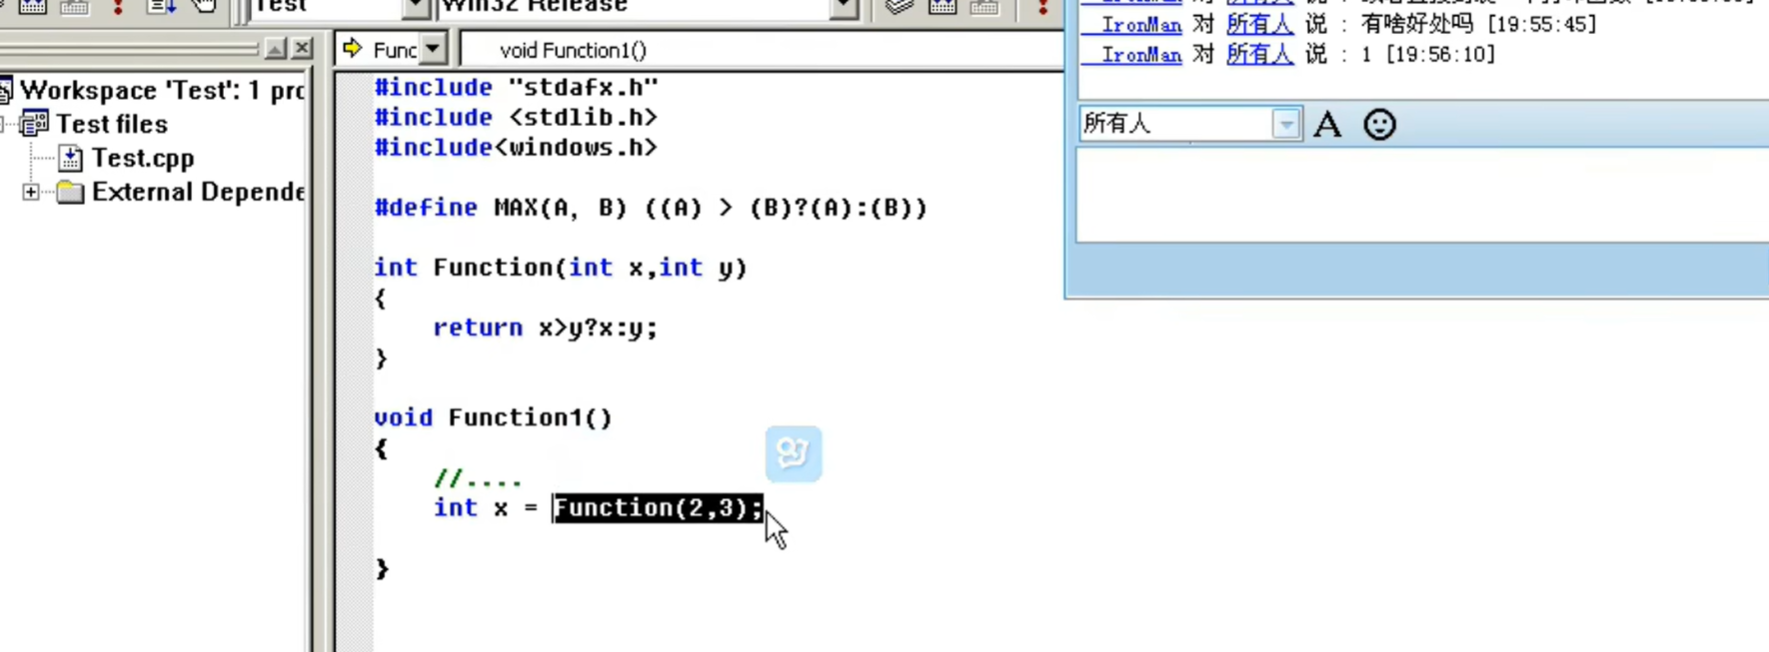 Test
Win32 Release
Func
void Function1()
Workspace 'Test': 1 pro
Test files
Test.cpp
External Depende
#include "stdafx.h"
#include <stdlib.h>
#include<windows.h>
#define MAX(A, B) ((A) > (B)?(A):(B))
int Function(int x,int y)
{
return x>y?x:y;
}
void Function1()
{
//....
int x = Function(2,3);
}
IronMan 对 所有人 说 : 有啥好处吗 [19:55:45]
IronMan 对 所有人 说 : 1 [19:56:10]
所有人
A